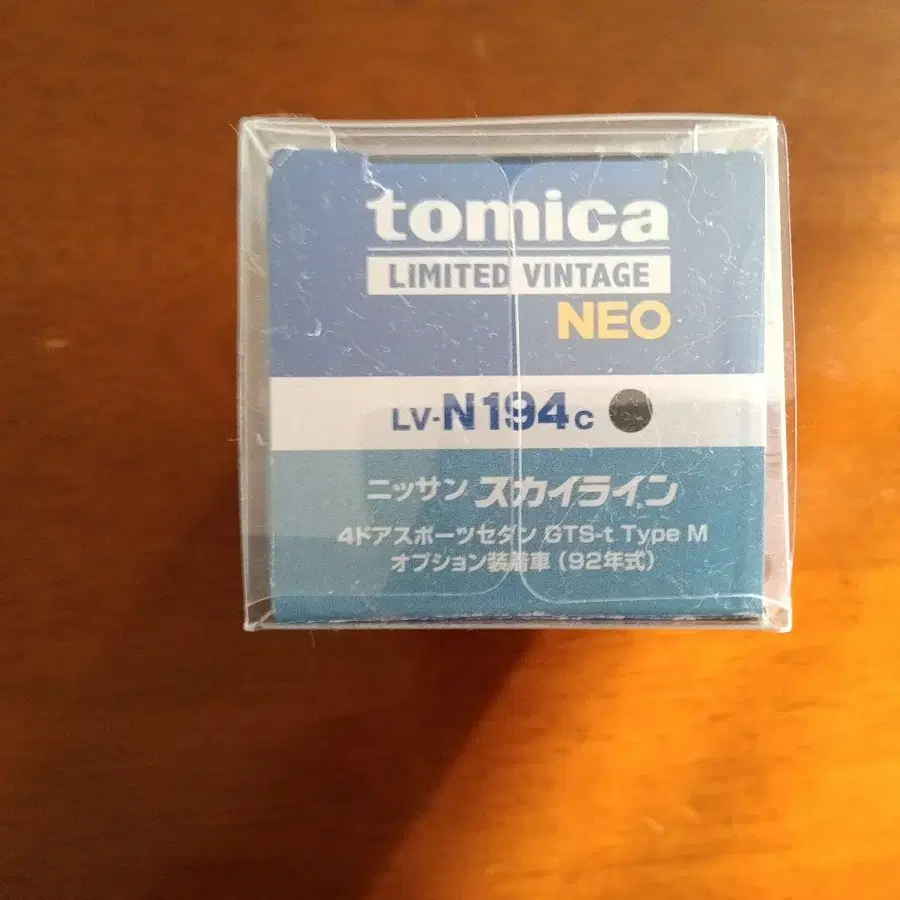 tomica
LIMITED VINTAGE
NEO
LV-N194c
ニッサン スカイライン
4ドアスポーツセダン GTS-t Type M
オプション装着車（92年式）